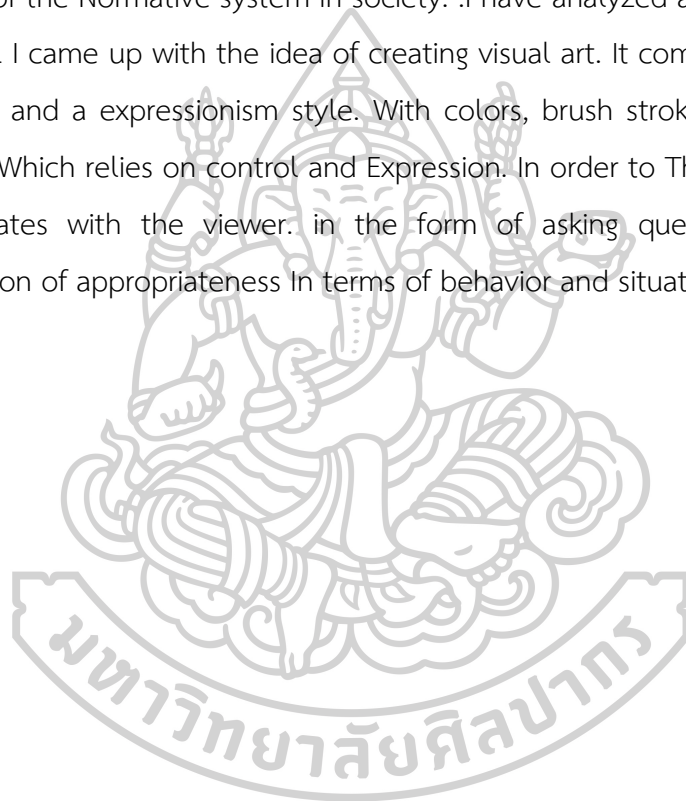 of the Normative system in society. .I have analyzed a
I came up with the idea of creating visual art. It com
and a expressionism style. With colors, brush strok
Which relies on control and Expression. In order to Th
ates with the viewer. in the form of asking que
on of appropriateness In terms of behavior and situat
มหาวิทยาลัยศิลปากร